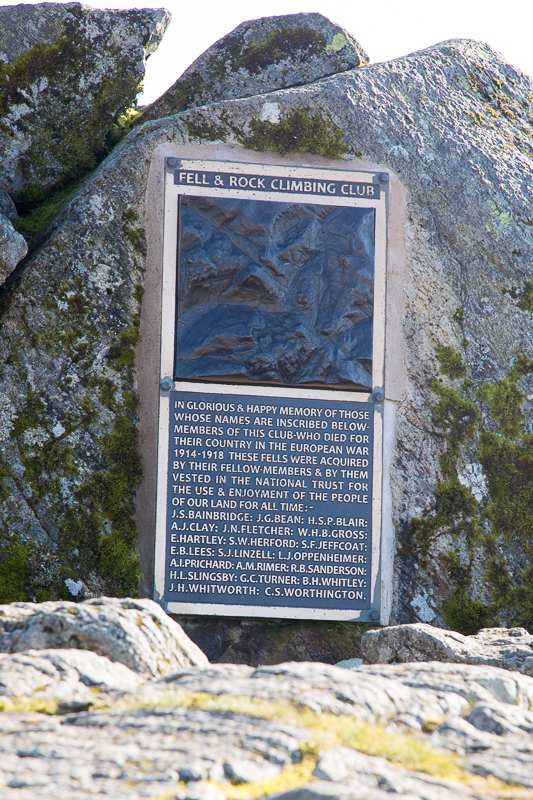 FELL & ROCK CLIMBING CLUB
IN GLORIOUS & HAPPY MEMORY OF THOSE
WHOSE NAMES ARE INSCRIBED BELOW-
MEMBERS OF THIS CLUB-WHO DIED FOR
THEIR COUNTRY IN THE EUROPEAN WAR
1914-1918 THESE FELLS WERE ACQUIRED
BY THEIR FELLOW-MEMBERS & BY THEM
VESTED IN THE NATIONAL TRUST FOR
THE USE & ENJOYMENT OF THE PEOPLE
OF OUR LAND FOR ALL TIME:-
J.S.BAINBRIDGE: J.G.BEAN: H.S.P.BLAIR:
A.J.CLAY: J.N.FLETCHER: W.H.B.GROSS:
E.HARTLEY: S.W.HERFORD: S.F.JEFFCOAT:
E.B.LEES: S.J.LINZELL: L.J.OPPENHEIMER:
A.J.PRICHARD: A.M.RIMER: R.B.SANDERSON:
H.L.SLINGSBY: G.C.TURNER: B.H.WHITLEY:
J.H.WHITWORTH: C.S.WORTHINGTON.